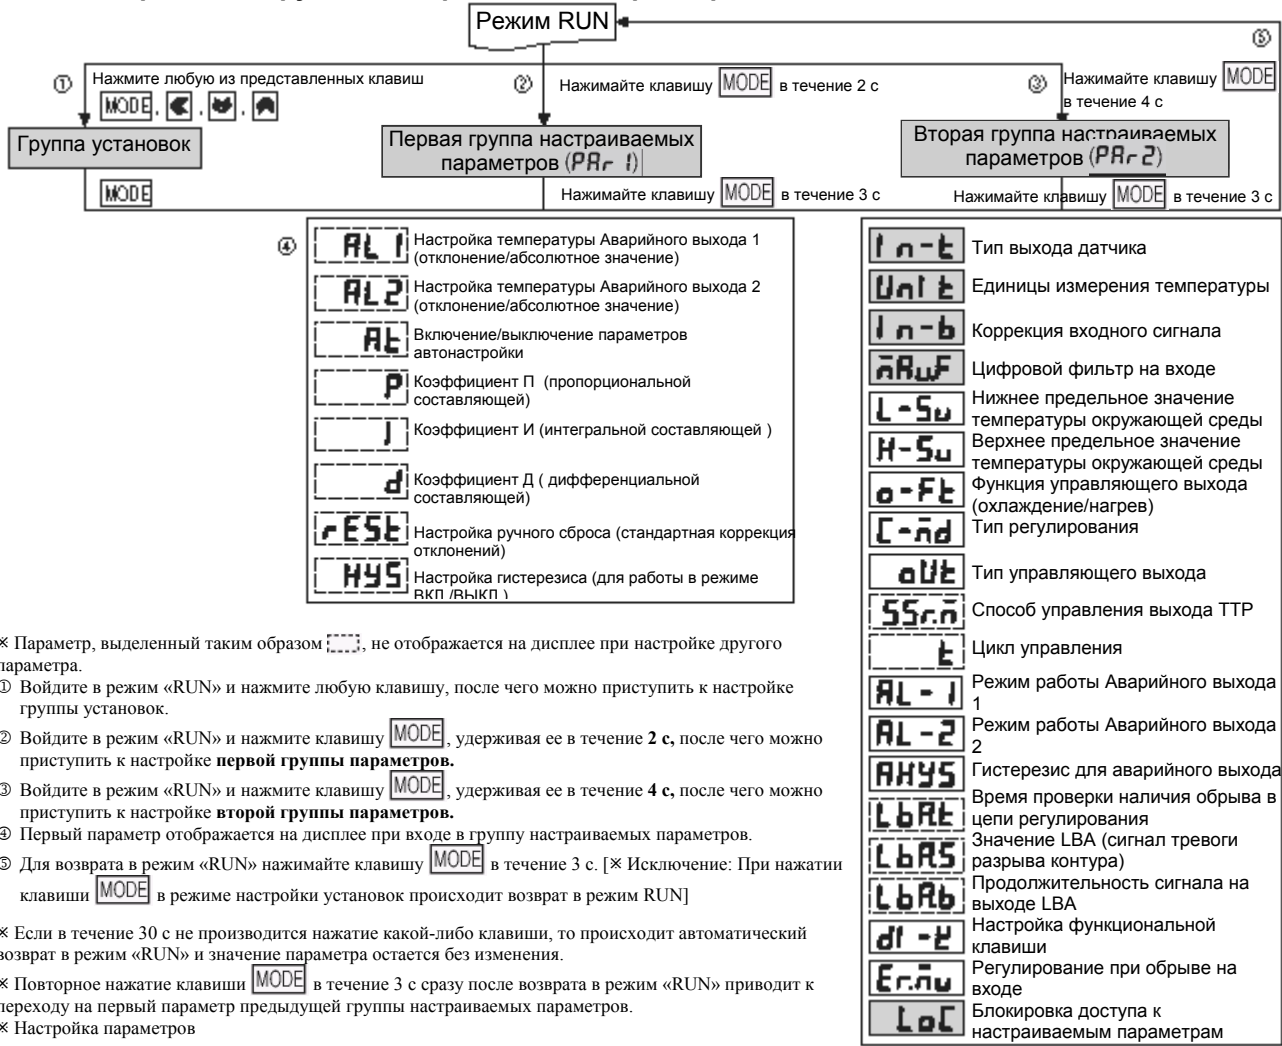 Режим RUN
⑤
① Нажмите любую из представленных клавиш
MODE, , ,
② Нажимайте клавишу MODE в течение 2 с
③ Нажимайте клавишу MODE
в течение 4 с
Группа установок
Первая группа настраиваемых
параметров (PAr 1)
Вторая группа настраиваемых
параметров (PAr 2)
MODE
Нажимайте клавишу MODE в течение 3 с
Нажимайте клавишу MODE в течение 3 с
④
AL 1 Настройка температуры Аварийного выхода 1
(отклонение/абсолютное значение)
AL 2 Настройка температуры Аварийного выхода 2
(отклонение/абсолютное значение)
At Включение/выключение параметров
автонастройки
P Коэффициент П (пропорциональной
составляющей)
I Коэффициент И (интегральной составляющей )
d Коэффициент Д ( дифференциальной
составляющей)
rESt Настройка ручного сброса (стандартная коррекция
отклонений)
HYS Настройка гистерезиса (для работы в режиме
ВКЛ./ВЫКЛ.)
In-t Тип выхода датчика
UnIt Единицы измерения температуры
In-b Коррекция входного сигнала
mAvF Цифровой фильтр на входе
L-Sv Нижнее предельное значение
температуры окружающей среды
H-Sv Верхнее предельное значение
температуры окружающей среды
o-Ft Функция управляющего выхода
(охлаждение/нагрев)
C-md Тип регулирования
oUt Тип управляющего выхода
SSr.m Способ управления выхода ТТР
t Цикл управления
AL-1 Режим работы Аварийного выхода
1
AL-2 Режим работы Аварийного выхода
2
AHYS Гистерезис для аварийного выхода
LbAt Время проверки наличия обрыва в
цепи регулирования
LbAS Значение LBA (сигнал тревоги
разрыва контура)
LbAb Продолжительность сигнала на
выходе LBA
dI-K Настройка функциональной
клавиши
Er.mv Регулирование при обрыве на
входе
LoC Блокировка доступа к
настраиваемым параметрам
※ Параметр, выделенный таким образом , не отображается на дисплее при настройке другого
параметра.
① Войдите в режим «RUN» и нажмите любую клавишу, после чего можно приступить к настройке
группы установок.
② Войдите в режим «RUN» и нажмите клавишу MODE, удерживая ее в течение 2 с, после чего можно
приступить к настройке первой группы параметров.
③ Войдите в режим «RUN» и нажмите клавишу MODE, удерживая ее в течение 4 с, после чего можно
приступить к настройке второй группы параметров.
④ Первый параметр отображается на дисплее при входе в группу настраиваемых параметров.
⑤ Для возврата в режим «RUN» нажимайте клавишу MODE в течение 3 с. [※ Исключение: При нажатии
клавиши MODE в режиме настройки установок происходит возврат в режим RUN]
※ Если в течение 30 с не производится нажатие какой-либо клавиши, то происходит автоматический
возврат в режим «RUN» и значение параметра остается без изменения.
※ Повторное нажатие клавиши MODE в течение 3 с сразу после возврата в режим «RUN» приводит к
переходу на первый параметр предыдущей группы настраиваемых параметров.
※ Настройка параметров